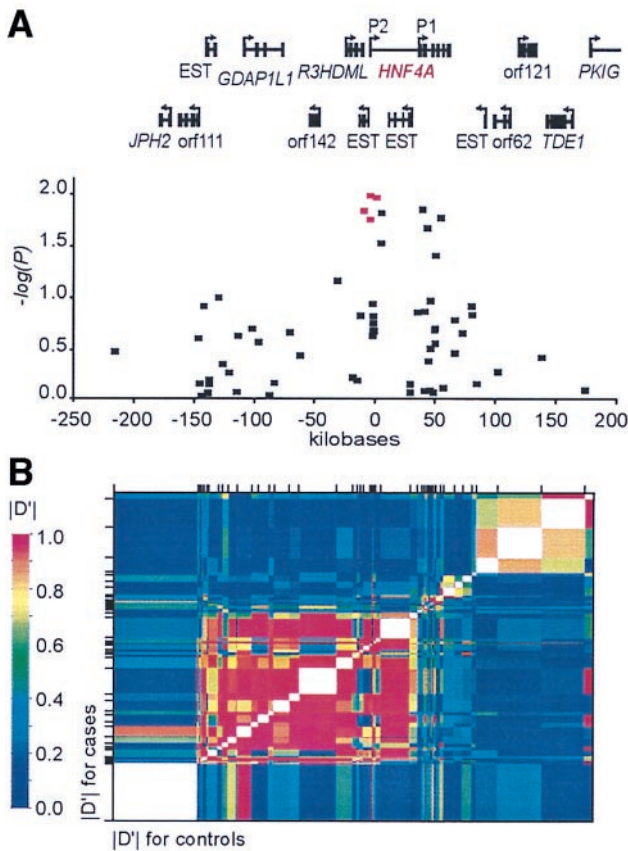 A
P2 P1
EST GDAP1L1 R3HDML HNF4A orf121 PKIG
JPH2 orf111 orf142 EST EST EST orf62 TDE1
2.0
1.5
1.0
0.5
0.0
-log(P)
-250 -200 -150 -100 -50 0 50 100 150 200
kilobases
B
|D'|
1.0
0.8
0.6
0.4
0.2
0.0
|D'| for cases
|D'| for controls